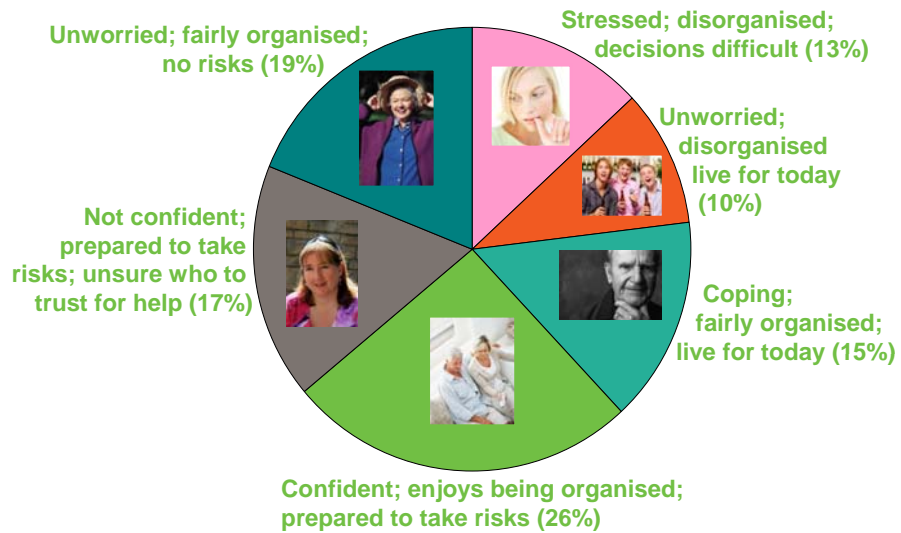 Unworried; fairly organised;
no risks (19%)
Stressed; disorganised;
decisions difficult (13%)
Unworried;
disorganised
live for today
(10%)
Not confident;
prepared to take
risks; unsure who to
trust for help (17%)
Coping;
fairly organised;
live for today (15%)
Confident; enjoys being organised;
prepared to take risks (26%)